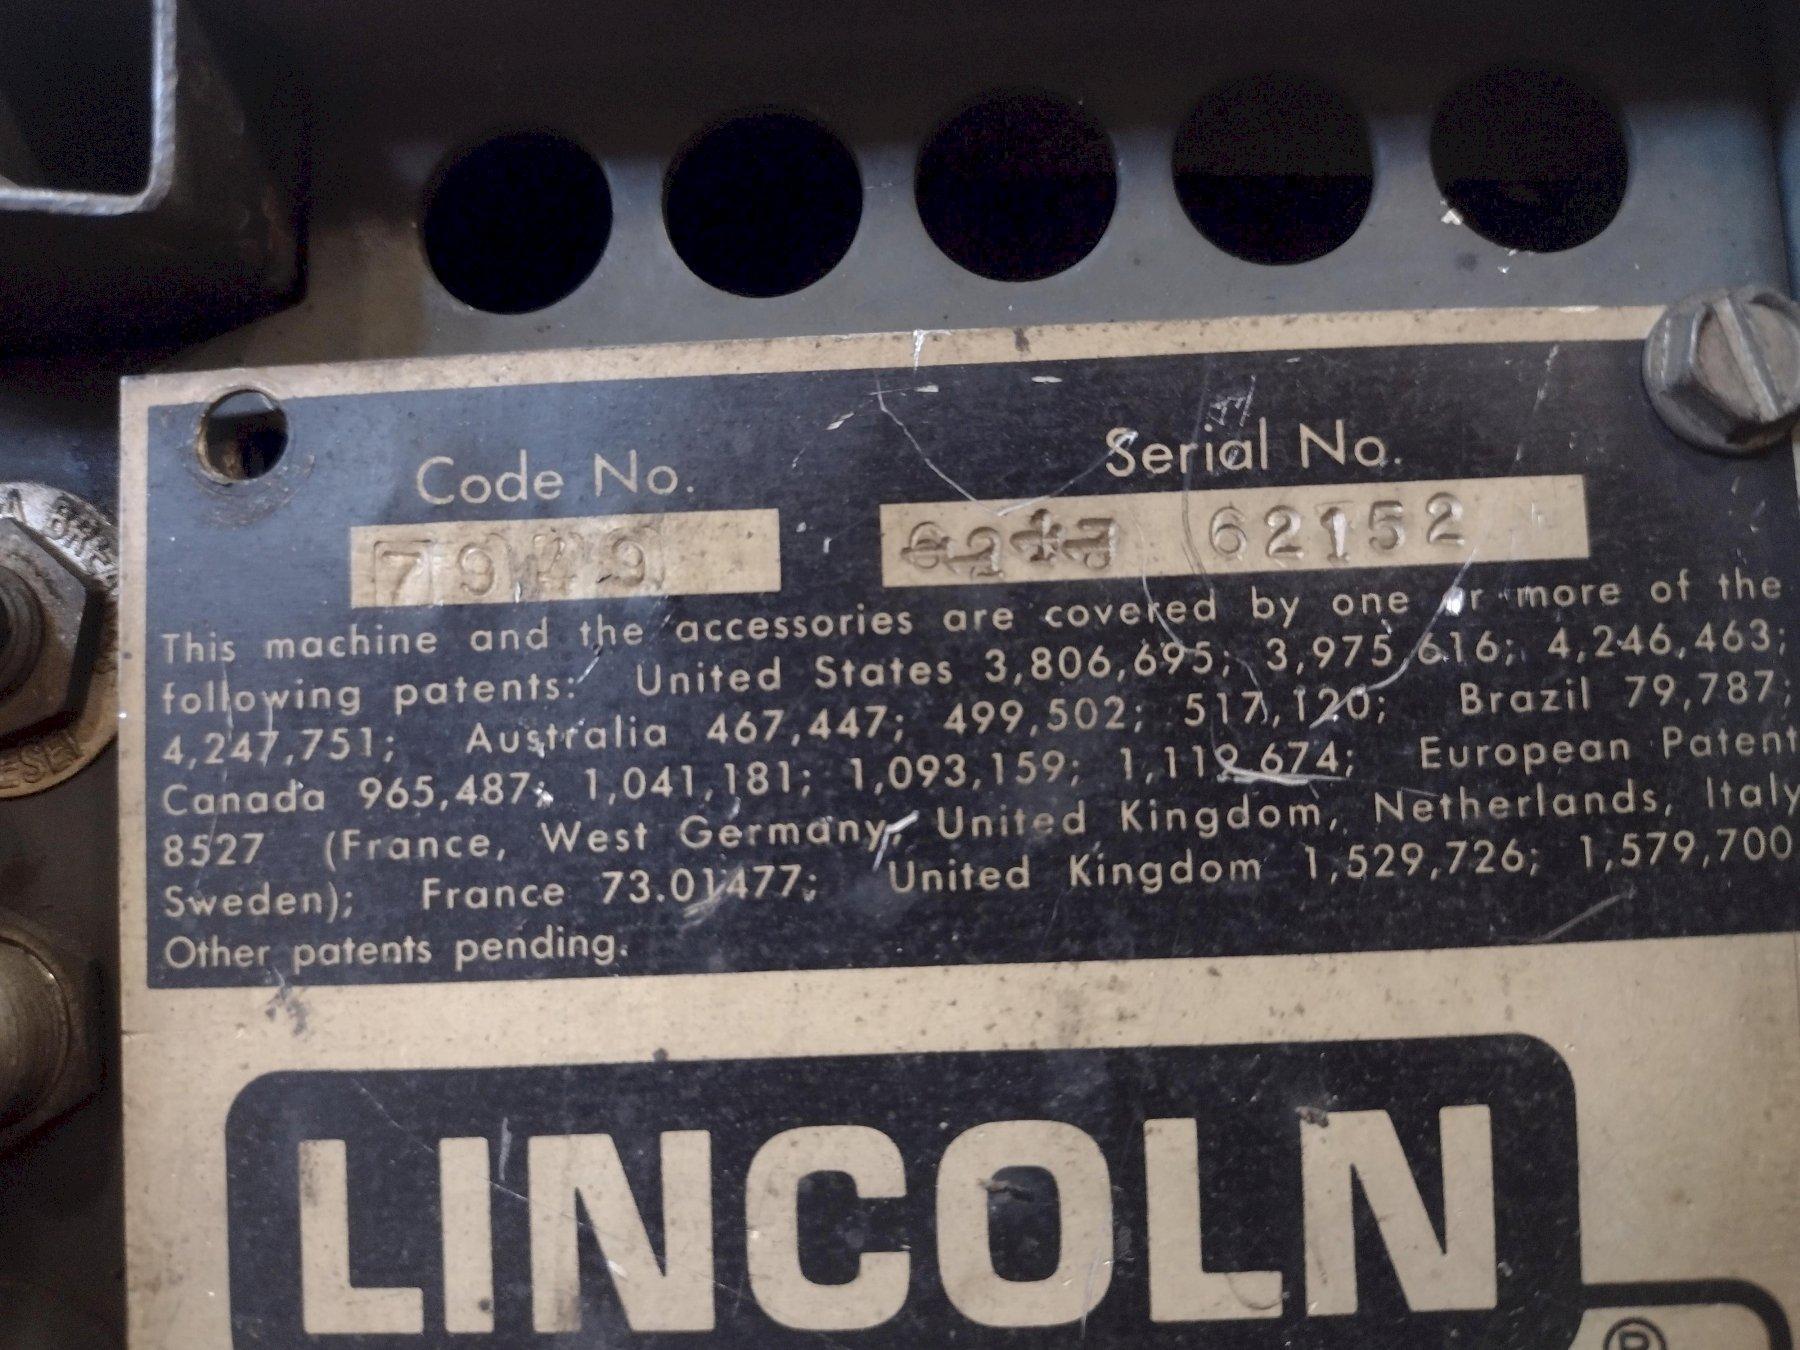 Code No.
Serial No.
62152
This machine and the accessories are covered by one or more of the
following patents: United States 3,806,695; 3,975,616; 4,246,463;
4,247,751; Australia 467,447; 499,502; 517,120; Brazil 79,787;
Canada 965,487; 1,041,181; 1,093,159; 1,119,674; European Patent
8527 (France, West Germany, United Kingdom, Netherlands, Italy
Sweden); France 73.01477; United Kingdom 1,529,726; 1,579,700
Other patents pending.
LINCOLN
®